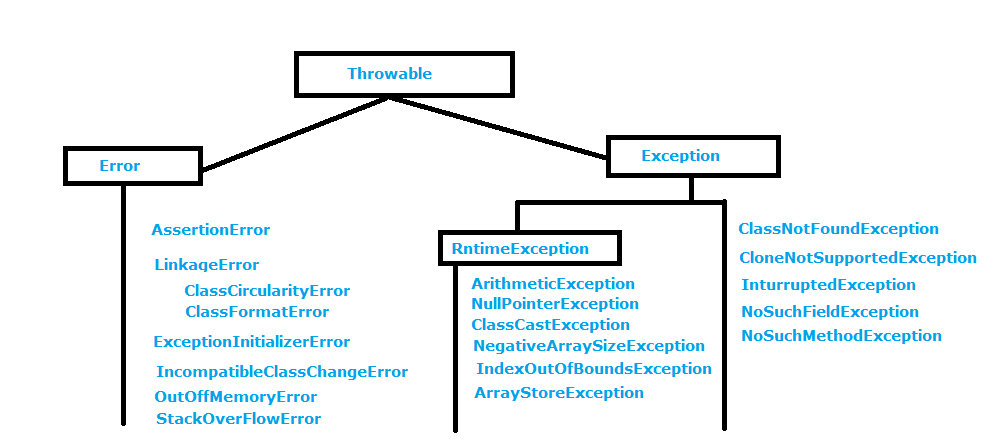 Throwable
Error
Exception
AssertionError
LinkageError
ClassCircularityError
ClassFormatError
ExceptionInitializerError
IncompatibleClassChangeError
OutOffMemoryError
StackOverFlowError
RntimeException
ArithmeticException
NullPointerException
ClassCastException
NegativeArraySizeException
IndexOutOfBoundsException
ArrayStoreException
ClassNotFoundException
CloneNotSupportedException
InturruptedException
NoSuchFieldException
NoSuchMethodException